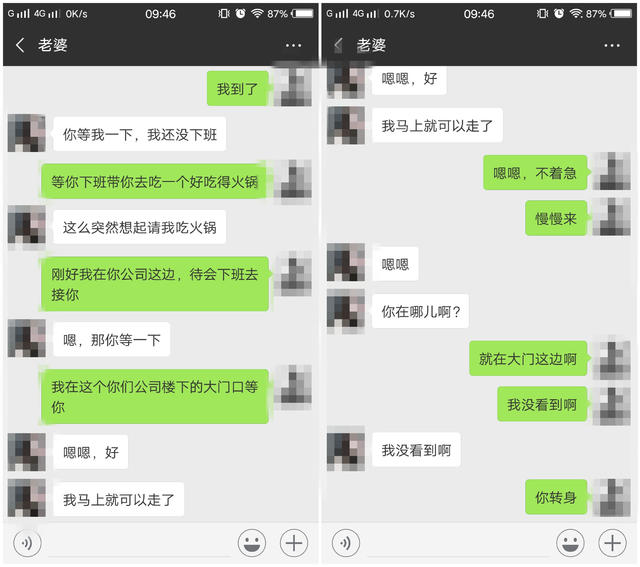 G 4G 0K/s 09:46 87%
老婆
我到了
你等我一下，我还没下班
等你下班带你去吃一个好吃得火锅
这么突然想起请我吃火锅
刚好我在你公司这边，待会下班去
接你
嗯，那你等一下
我在这个你们公司楼下的大门口等
你
嗯嗯，好
我马上就可以走了
G 4G 0.7K/s 09:46 87%
老婆
嗯嗯，好
我马上就可以走了
嗯嗯，不着急
慢慢来
嗯嗯
你在哪儿啊？
就在大门这边啊
我没看到啊
我没看到啊
你转身